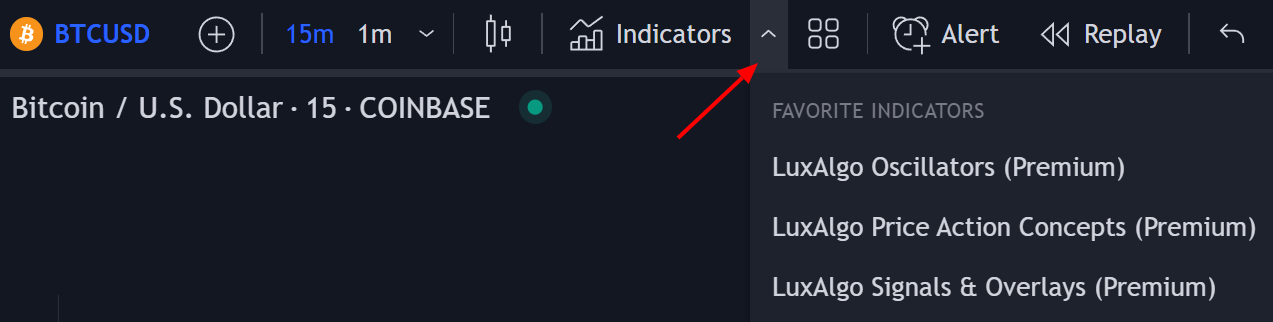 BTCUSD 15m 1m Indicators Alert Replay
Bitcoin / U.S. Dollar · 15 · COINBASE
FAVORITE INDICATORS
LuxAlgo Oscillators (Premium)
LuxAlgo Price Action Concepts (Premium)
LuxAlgo Signals & Overlays (Premium)